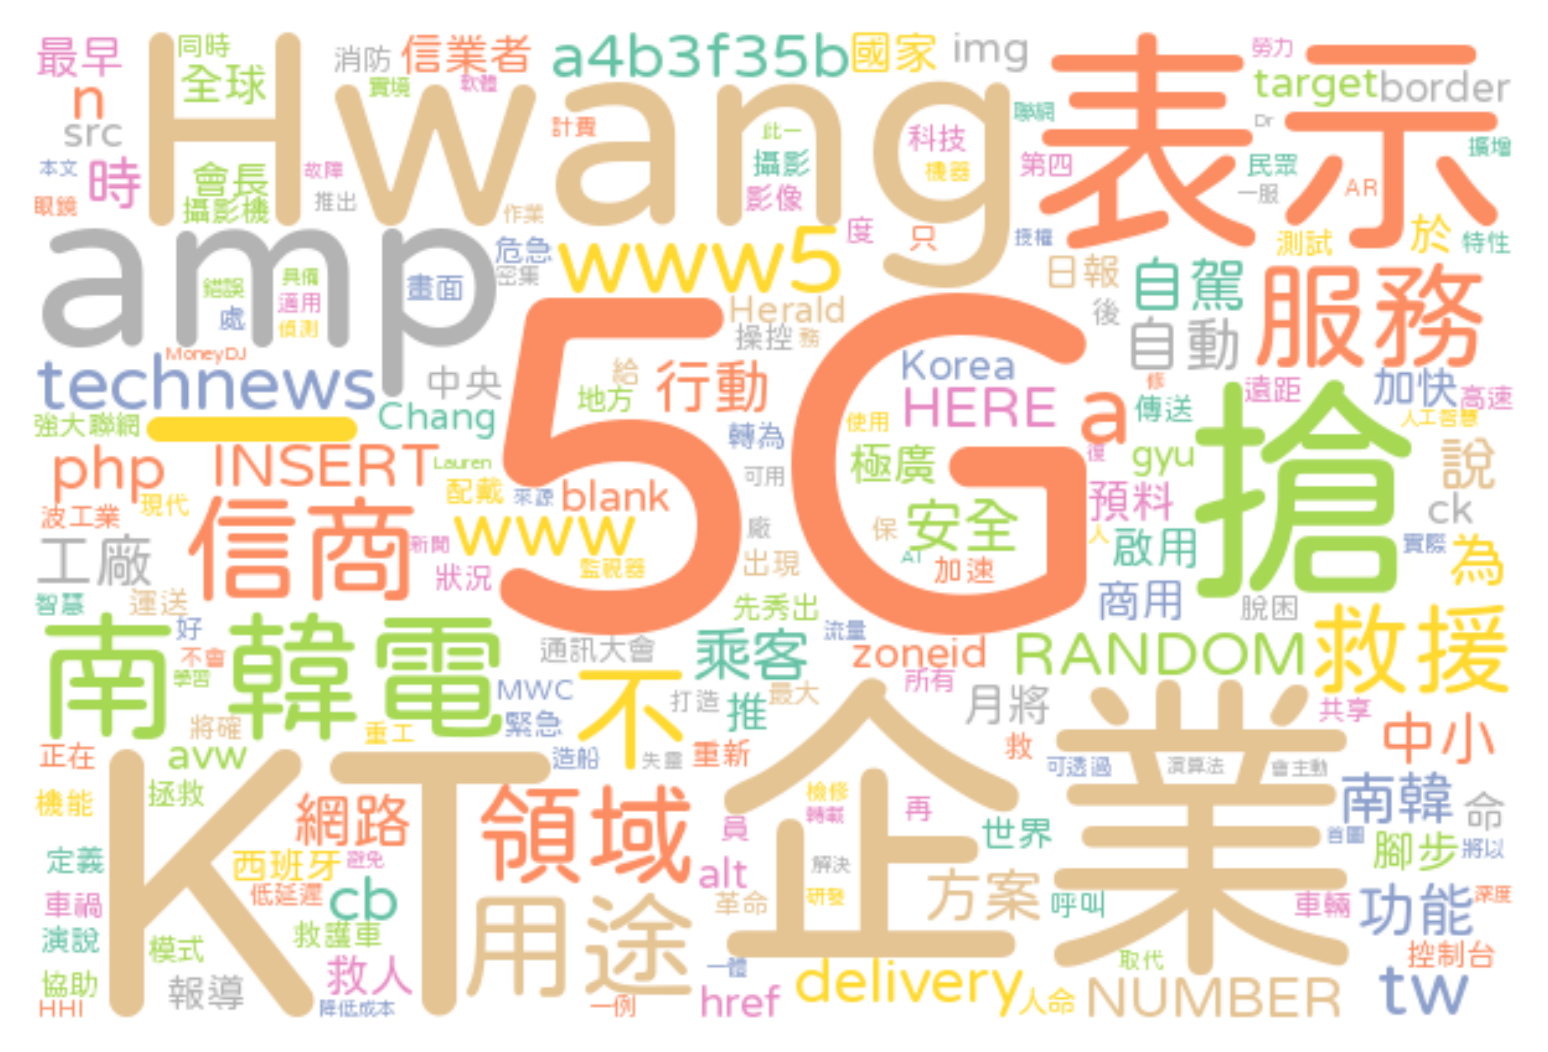 最早 同時 消防 信業者 a4b3f35b 國家 img 勞力
n 全球 實境 軟體 target border
src Hwang 計費 此一 科技 聯網 Dr 表示 擴增
本文 時 會長 故障 攝影 機器 第四 民眾
眼鏡 攝影機 推出 作業 影像 一服 AR
amp 危急 www5 度 只 授權 測試 於 特性
錯誤 具備 畫面 密集 日報 自駕 服務
處 適用 Herald 後
偵測 操控 務 自動
MoneyDJ
technews 中央 給 行動 Korea 修 遠距 加快 高速
強大 聯網 Chang 地方 5G 使用 HERE a 傳送 搶 人工智慧
php INSERT Lauren 轉為 極廣 復 gyu 說
現代 配戴 來源 blank 可用 預料 ck
波工業 信商 新聞 www 廠 保 安全 人 啟用 實際 為
工廠 狀況 監視器 出現 AI 加速
智慧 運送 先秀出 商用 脫困
南韓電 好 通訊大會 乘客 流量 zoneid RANDOM 救援
不會 學習 MWC 不 打造 最大 所有
將確 重工 緊急 推 月將 共享 中小
正在 avw 造船 失靈 重新 企業 救 可透過 演算法 會主動
機能 拯救 KT 網路 領域 檢修 轉載 再 南韓 命
員 世界 首圖
定義 西班牙 避免 alt 解決 腳步 將以
車禍 低延遲 cb 用途 革命 研發 方案 呼叫 車輛 功能 深度
演說 模式 救護車 取代 控制台
協助 報導 救人 一體 delivery tw
HHI 降低成本 一例 href 人命 NUMBER